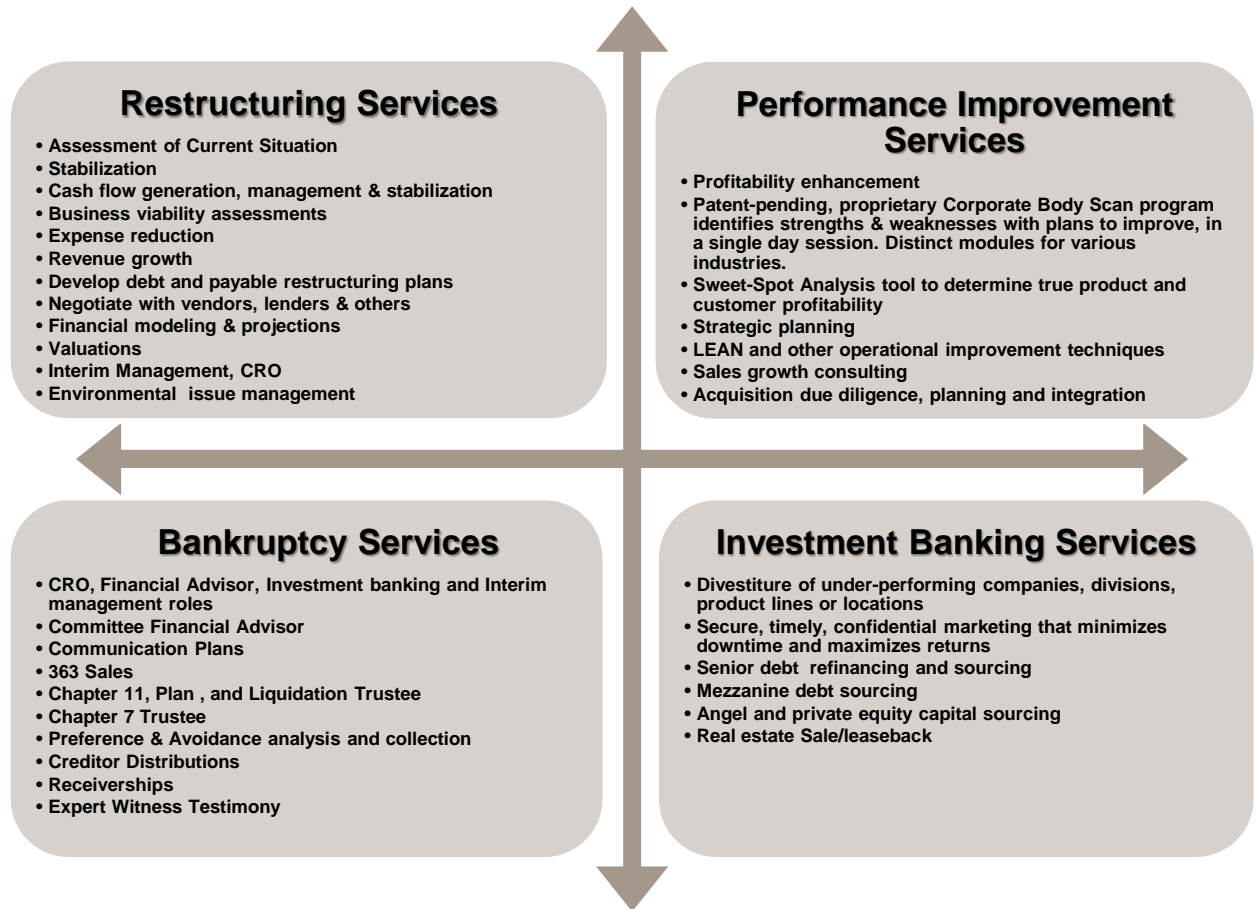 Restructuring Services
• Assessment of Current Situation
• Stabilization
• Cash flow generation, management & stabilization
• Business viability assessments
• Expense reduction
• Revenue growth
• Develop debt and payable restructuring plans
• Negotiate with vendors, lenders & others
• Financial modeling & projections
• Valuations
• Interim Management, CRO
• Environmental  issue management
Performance Improvement
Services
• Profitability enhancement
• Patent-pending, proprietary Corporate Body Scan program
identifies strengths & weaknesses with plans to improve, in
a single day session. Distinct modules for various
industries.
• Sweet-Spot Analysis tool to determine true product and
customer profitability
• Strategic planning
• LEAN and other operational improvement techniques
• Sales growth consulting
• Acquisition due diligence, planning and integration
Bankruptcy Services
• CRO, Financial Advisor, Investment banking and Interim
management roles
• Committee Financial Advisor
• Communication Plans
• 363 Sales
• Chapter 11, Plan , and Liquidation Trustee
• Chapter 7 Trustee
• Preference & Avoidance analysis and collection
• Creditor Distributions
• Receiverships
• Expert Witness Testimony
Investment Banking Services
• Divestiture of under-performing companies, divisions,
product lines or locations
• Secure, timely, confidential marketing that minimizes
downtime and maximizes returns
• Senior debt  refinancing and sourcing
• Mezzanine debt sourcing
• Angel and private equity capital sourcing
• Real estate Sale/leaseback